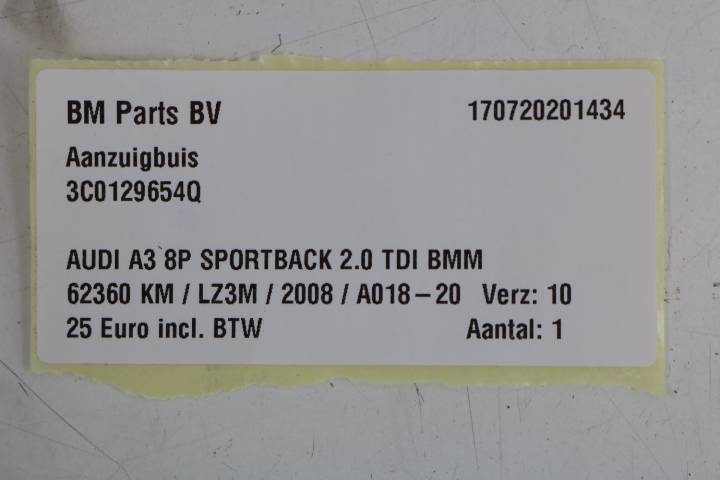 BM Parts BV 170720201434
Aanzuigbuis
3C0129654Q
AUDI A3 8P SPORTBACK 2.0 TDI BMM
62360 KM / LZ3M / 2008 / A018-20 Verz: 10
25 Euro incl. BTW Aantal: 1